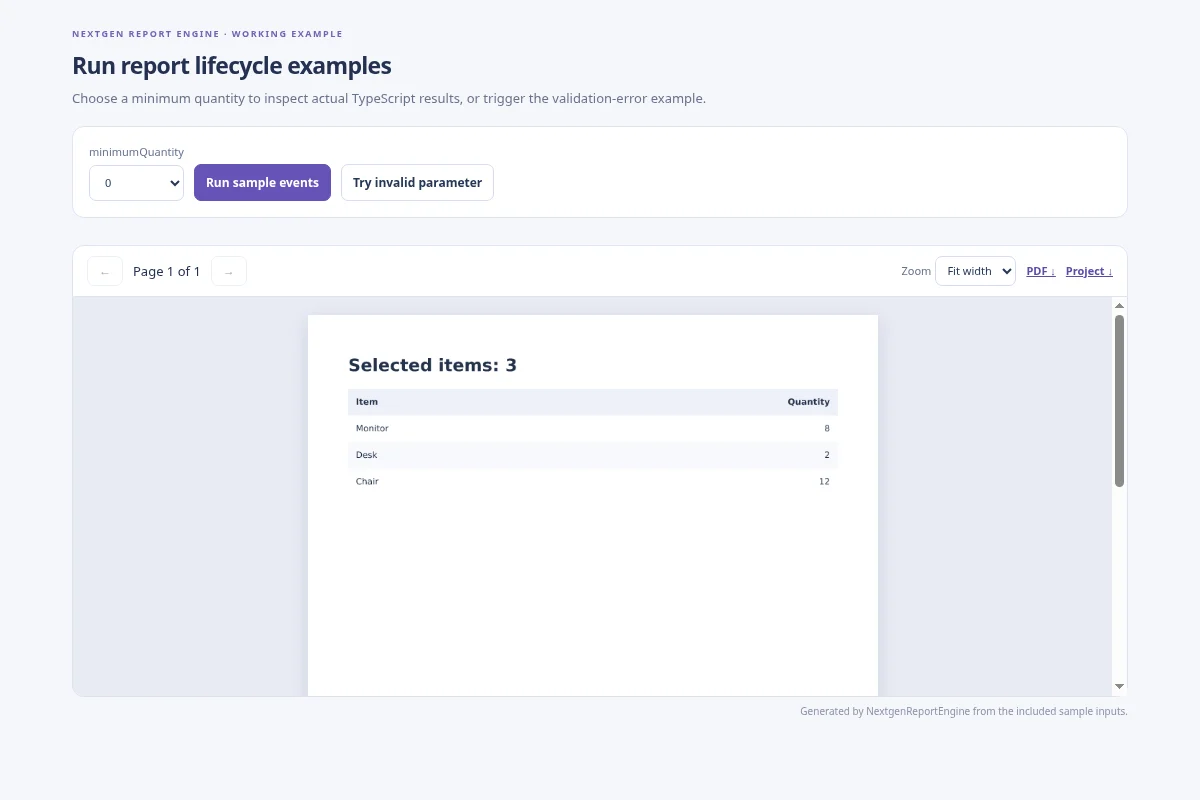 NEXTGEN REPORT ENGINE · WORKING EXAMPLE
Run report lifecycle examples
Choose a minimum quantity to inspect actual TypeScript results, or trigger the validation-error example.
minimumQuantity
0 Run sample events Try invalid parameter
← Page 1 of 1 → Zoom Fit width PDF ↓ Project ↓
Selected items: 3
Item Quantity
Monitor 8
Desk 2
Chair 12
Generated by NextgenReportEngine from the included sample inputs.